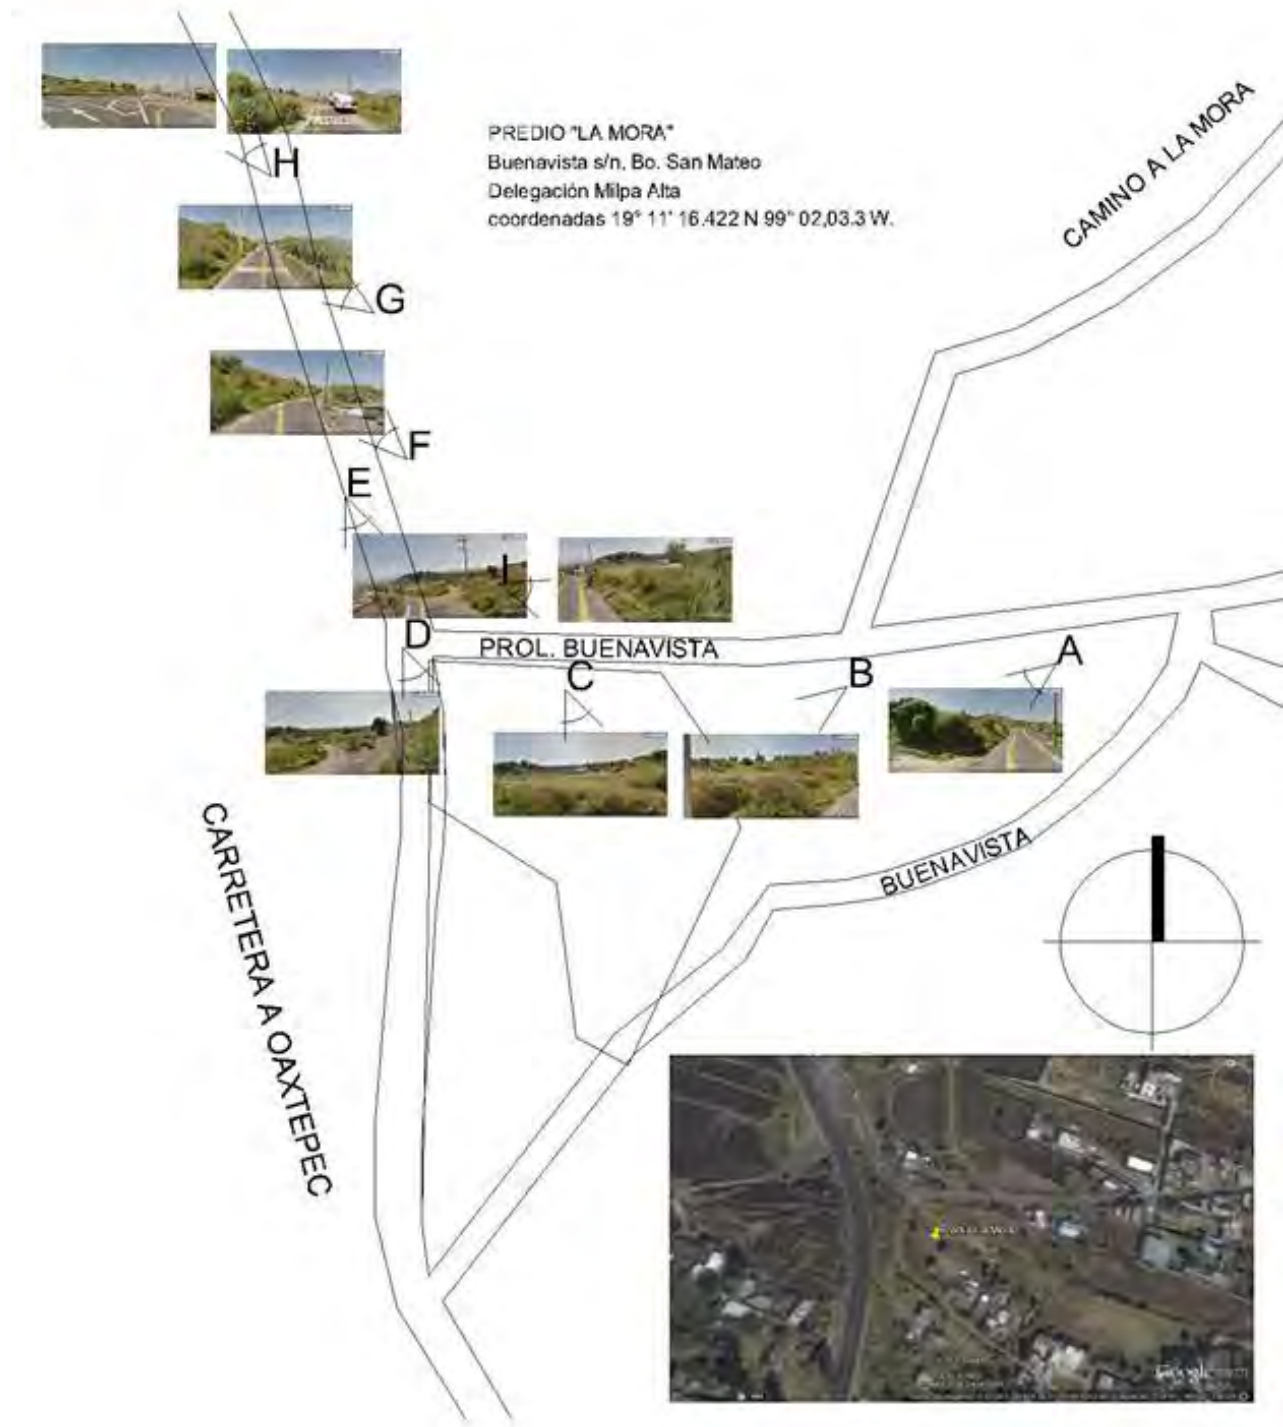 H
PREDIO "LA MORA"
Buenavista s/n, Bo. San Mateo
Delegación Milpa Alta
coordenadas 19° 11' 16.422 N 99° 02,03.3 W.
CAMINO A LA MORA
G
F
E
D
PROL. BUENAVISTA
C
B
A
BUENAVISTA
CARRETERA A OAXTEPEC
Google